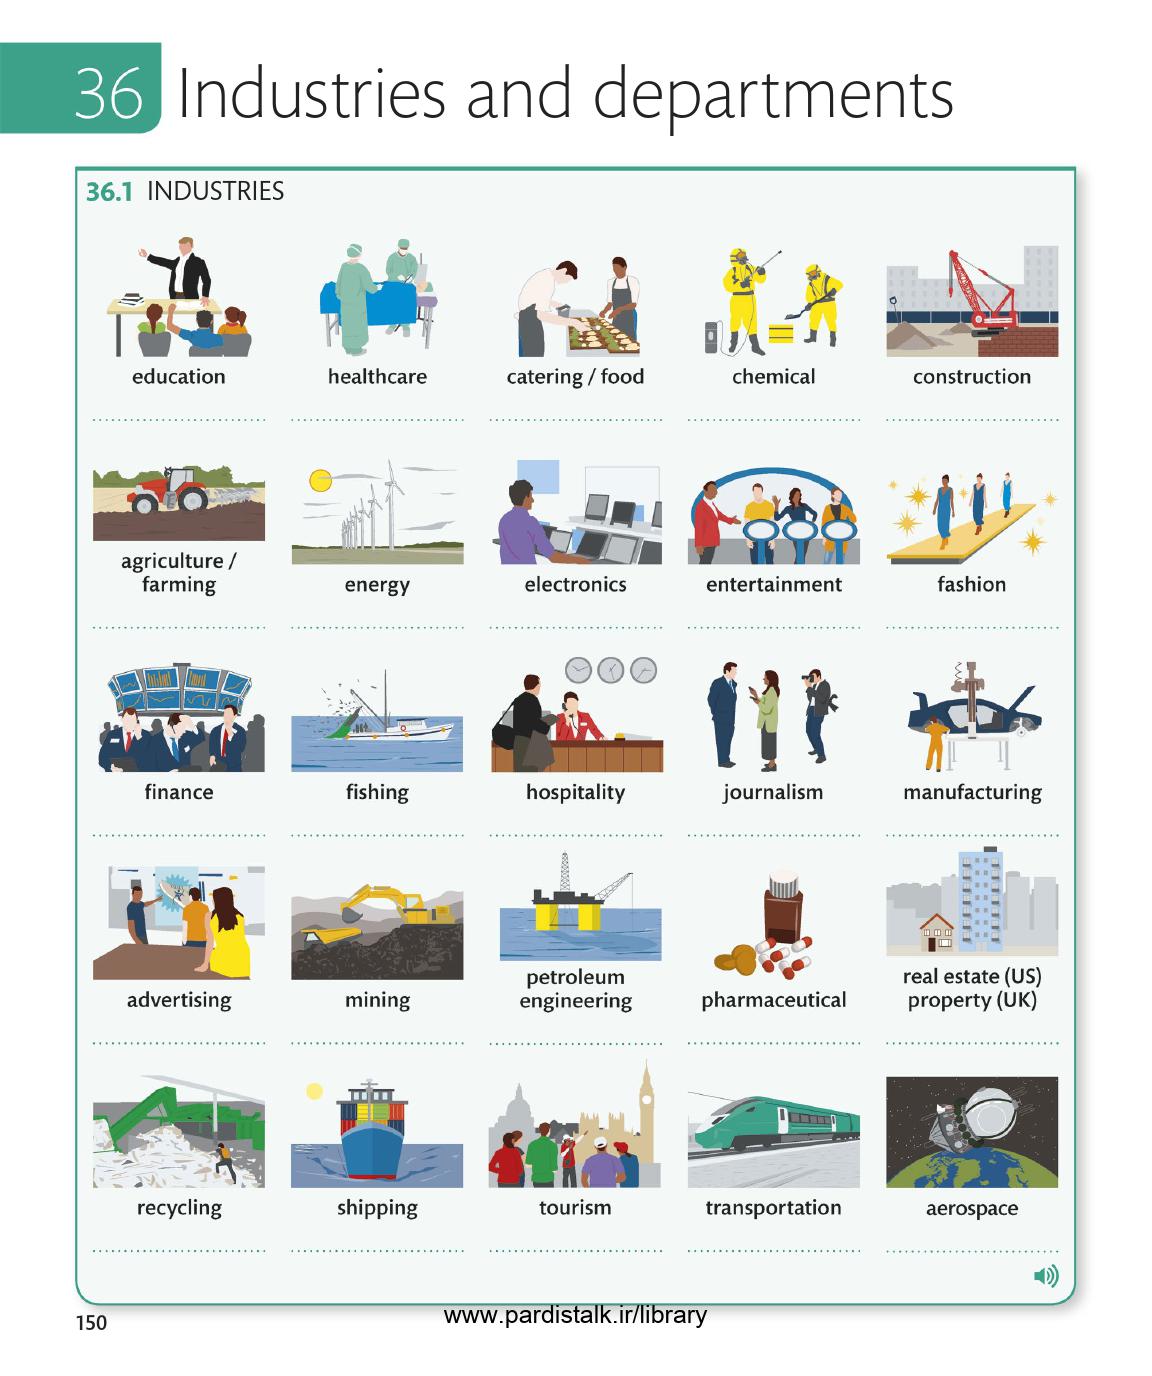 36 Industries and departments
36.1 INDUSTRIES
education
healthcare
catering / food
chemical
construction
agriculture /
farming
energy
electronics
entertainment
fashion
finance
fishing
hospitality
journalism
manufacturing
advertising
mining
petroleum
engineering
pharmaceutical
real estate (US)
property (UK)
recycling
shipping
tourism
transportation
aerospace
150
www.pardistalk.ir/library